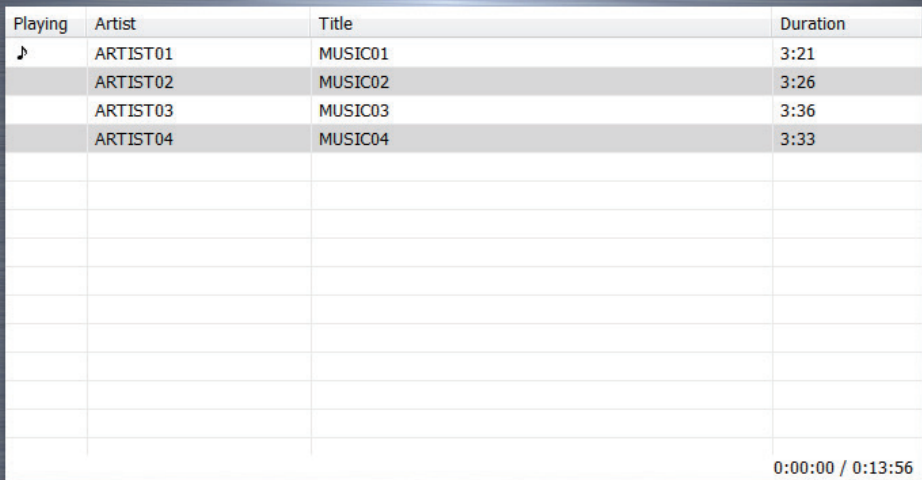 Playing Artist Title Duration
♪ ARTIST01 MUSIC01 3:21
ARTIST02 MUSIC02 3:26
ARTIST03 MUSIC03 3:36
ARTIST04 MUSIC04 3:33
0:00:00 / 0:13:56